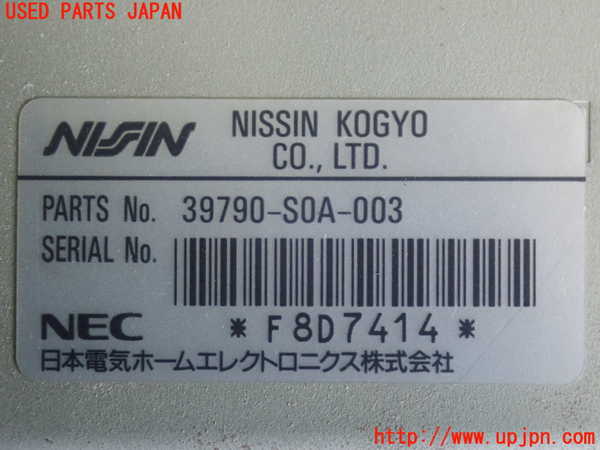 USED PARTS JAPAN
NISSIN NISSIN KOGYO
CO., LTD.
PARTS No. 39790-S0A-003
SERIAL No.
NEC *F8D7414*
日本電気ホームエレクトロニクス株式会社
http://www.upjpn.com/